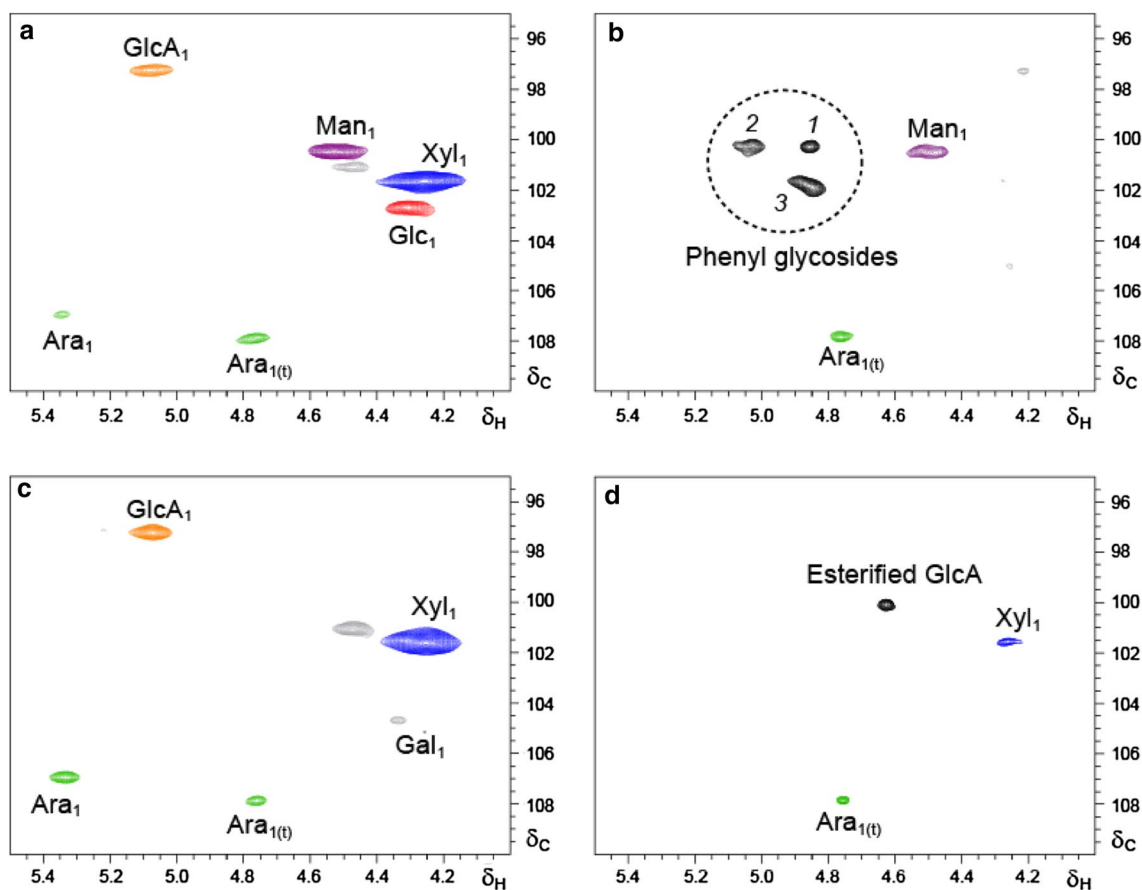 a
GlcA₁
Man₁
Xyl₁
Glc₁
Ara₁
Ara₁₍t₎
96
98
100
102
104
106
108
δC
5.4 5.2 5.0 4.8 4.6 4.4 4.2 δH
b
2 1
3
Man₁
Phenyl glycosides
Ara₁₍t₎
96
98
100
102
104
106
108
δC
5.4 5.2 5.0 4.8 4.6 4.4 4.2 δH
c
GlcA₁
Xyl₁
Gal₁
Ara₁
Ara₁₍t₎
96
98
100
102
104
106
108
δC
5.4 5.2 5.0 4.8 4.6 4.4 4.2 δH
d
Esterified GlcA
Xyl₁
Ara₁₍t₎
96
98
100
102
104
106
108
δC
5.4 5.2 5.0 4.8 4.6 4.4 4.2 δH